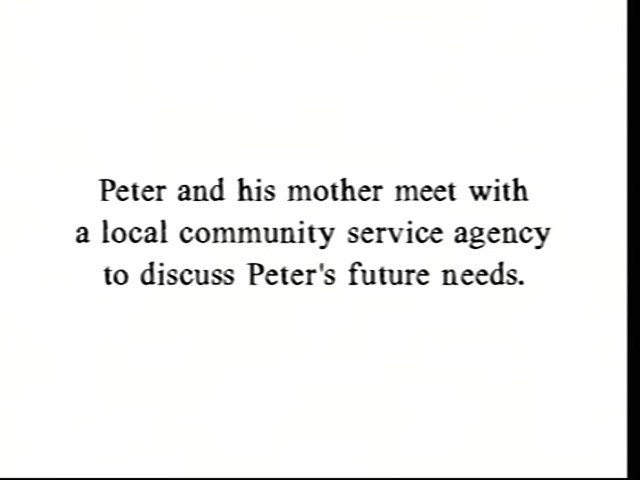 Peter and his mother meet with
a local community service agency
to discuss Peter's future needs.